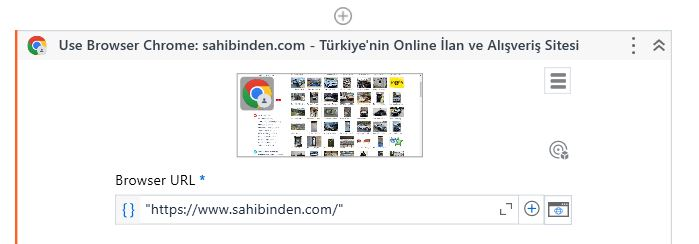 Use Browser Chrome: sahibinden.com - Türkiye'nin Online İlan ve Alışveriş Sitesi
Browser URL *
{} "https://www.sahibinden.com/"